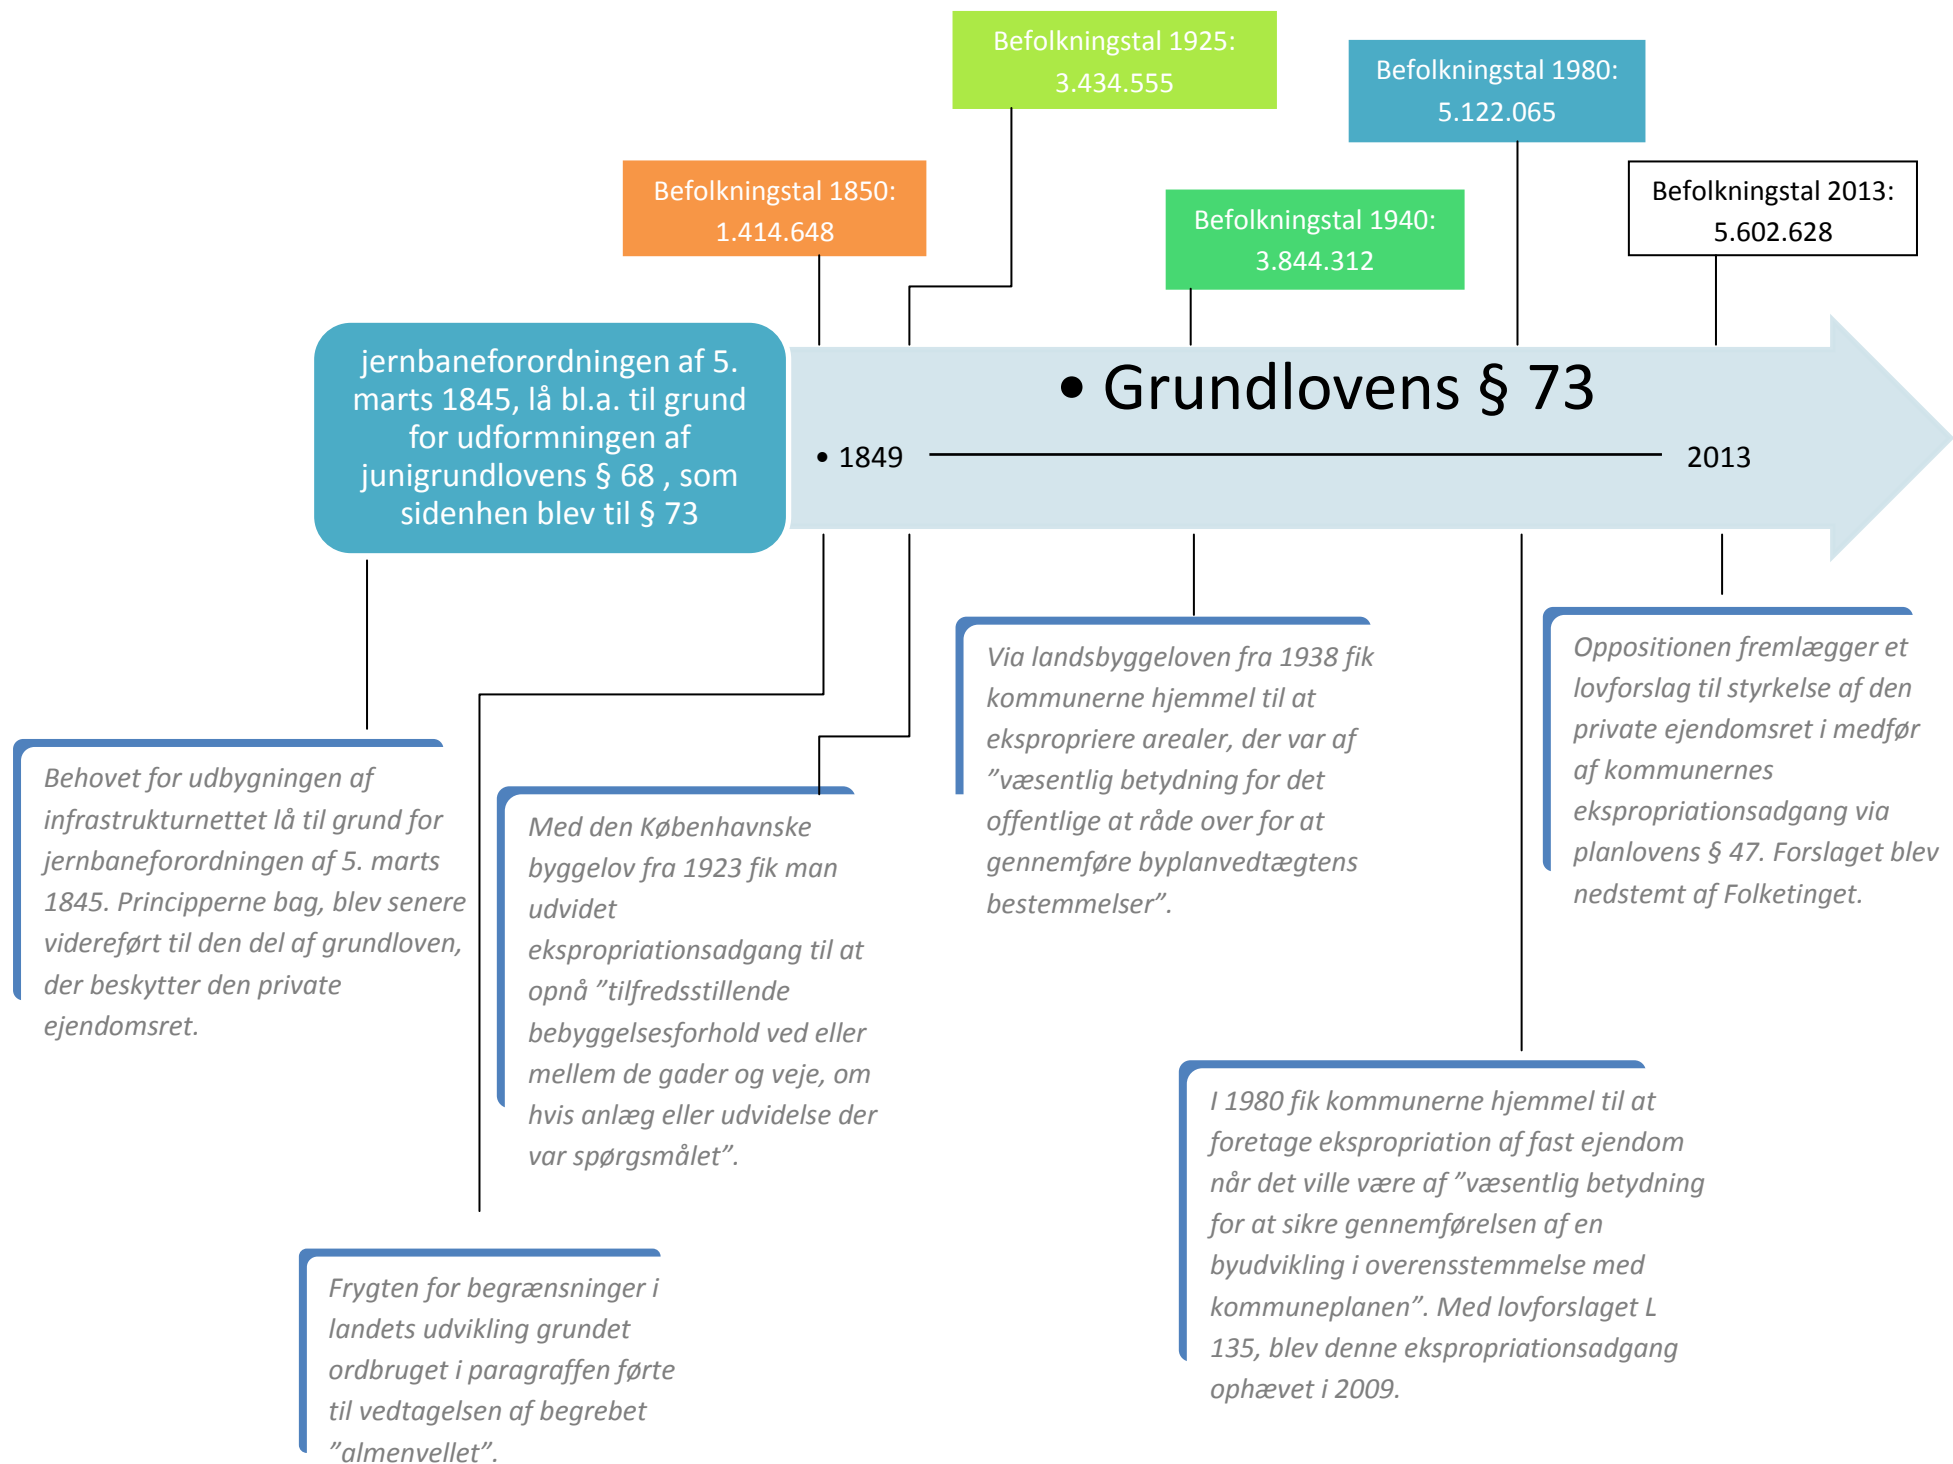 Befolkningstal 1925:
3.434.555
Befolkningstal 1980:
5.122.065
Befolkningstal 1850:
1.414.648
Befolkningstal 1940:
3.844.312
Befolkningstal 2013:
5.602.628
jernbaneforordningen af 5.
marts 1845, lå bl.a. til grund
for udformningen af
junigrundlovens § 68 , som
sidenhen blev til § 73
• Grundlovens § 73
• 1849
2013
Behovet for udbygningen af
infrastrukturnettet lå til grund for
jernbaneforordningen af 5. marts
1845. Principperne bag, blev senere
videreført til den del af grundloven,
der beskytter den private
ejendomsret.
Med den Københavnske
byggelov fra 1923 fik man
udvidet
ekspropriationsadgang til at
opnå ”tilfredsstillende
bebyggelsesforhold ved eller
mellem de gader og veje, om
hvis anlæg eller udvidelse der
var spørgsmålet”.
Via landsbyggeloven fra 1938 fik
kommunerne hjemmel til at
ekspropriere arealer, der var af
”væsentlig betydning for det
offentlige at råde over for at
gennemføre byplanvedtægtens
bestemmelser”.
Oppositionen fremlægger et
lovforslag til styrkelse af den
private ejendomsret i medfør
af kommunernes
ekspropriationsadgang via
planlovens § 47. Forslaget blev
nedstemt af Folketinget.
I 1980 fik kommunerne hjemmel til at
foretage ekspropriation af fast ejendom
når det ville være af ”væsentlig betydning
for at sikre gennemførelsen af en
byudvikling i overensstemmelse med
kommuneplanen”. Med lovforslaget L
135, blev denne ekspropriationsadgang
ophævet i 2009.
Frygten for begrænsninger i
landets udvikling grundet
ordbruget i paragraffen førte
til vedtagelsen af begrebet
”almenvellet”.